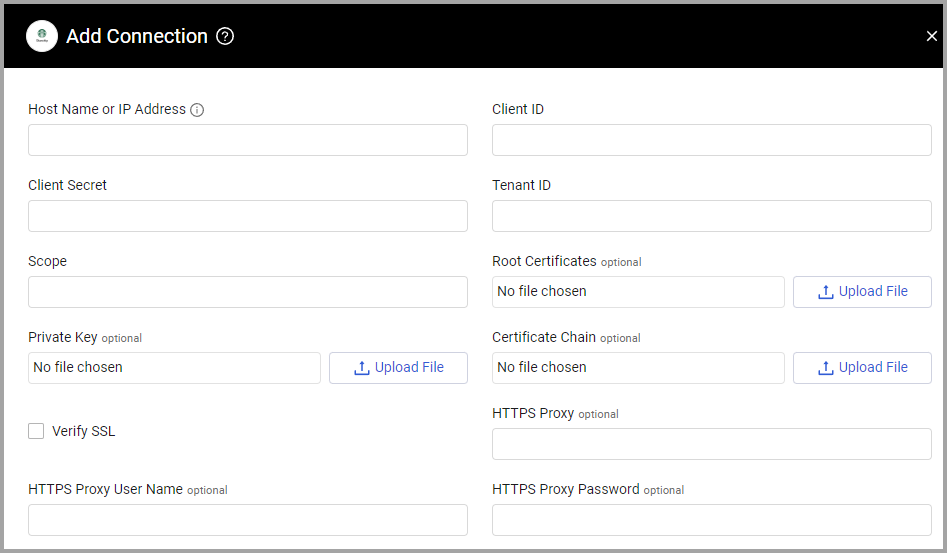 Add Connection
Host Name or IP Address
Client ID
Client Secret
Tenant ID
Scope
Root Certificates optional
No file chosen
Upload File
Private Key optional
Certificate Chain optional
No file chosen
Upload File
No file chosen
Upload File
Verify SSL
HTTPS Proxy optional
HTTPS Proxy User Name optional
HTTPS Proxy Password optional